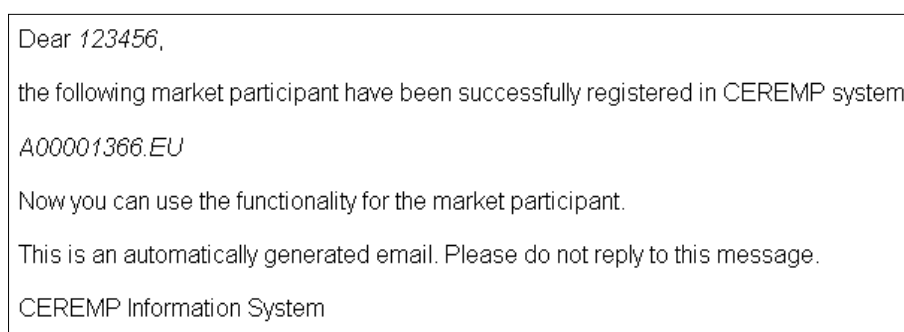 Dear 123456,
the following market participant have been successfully registered in CEREMP system
A00001366.EU
Now you can use the functionality for the market participant.
This is an automatically generated email. Please do not reply to this message.
CEREMP Information System